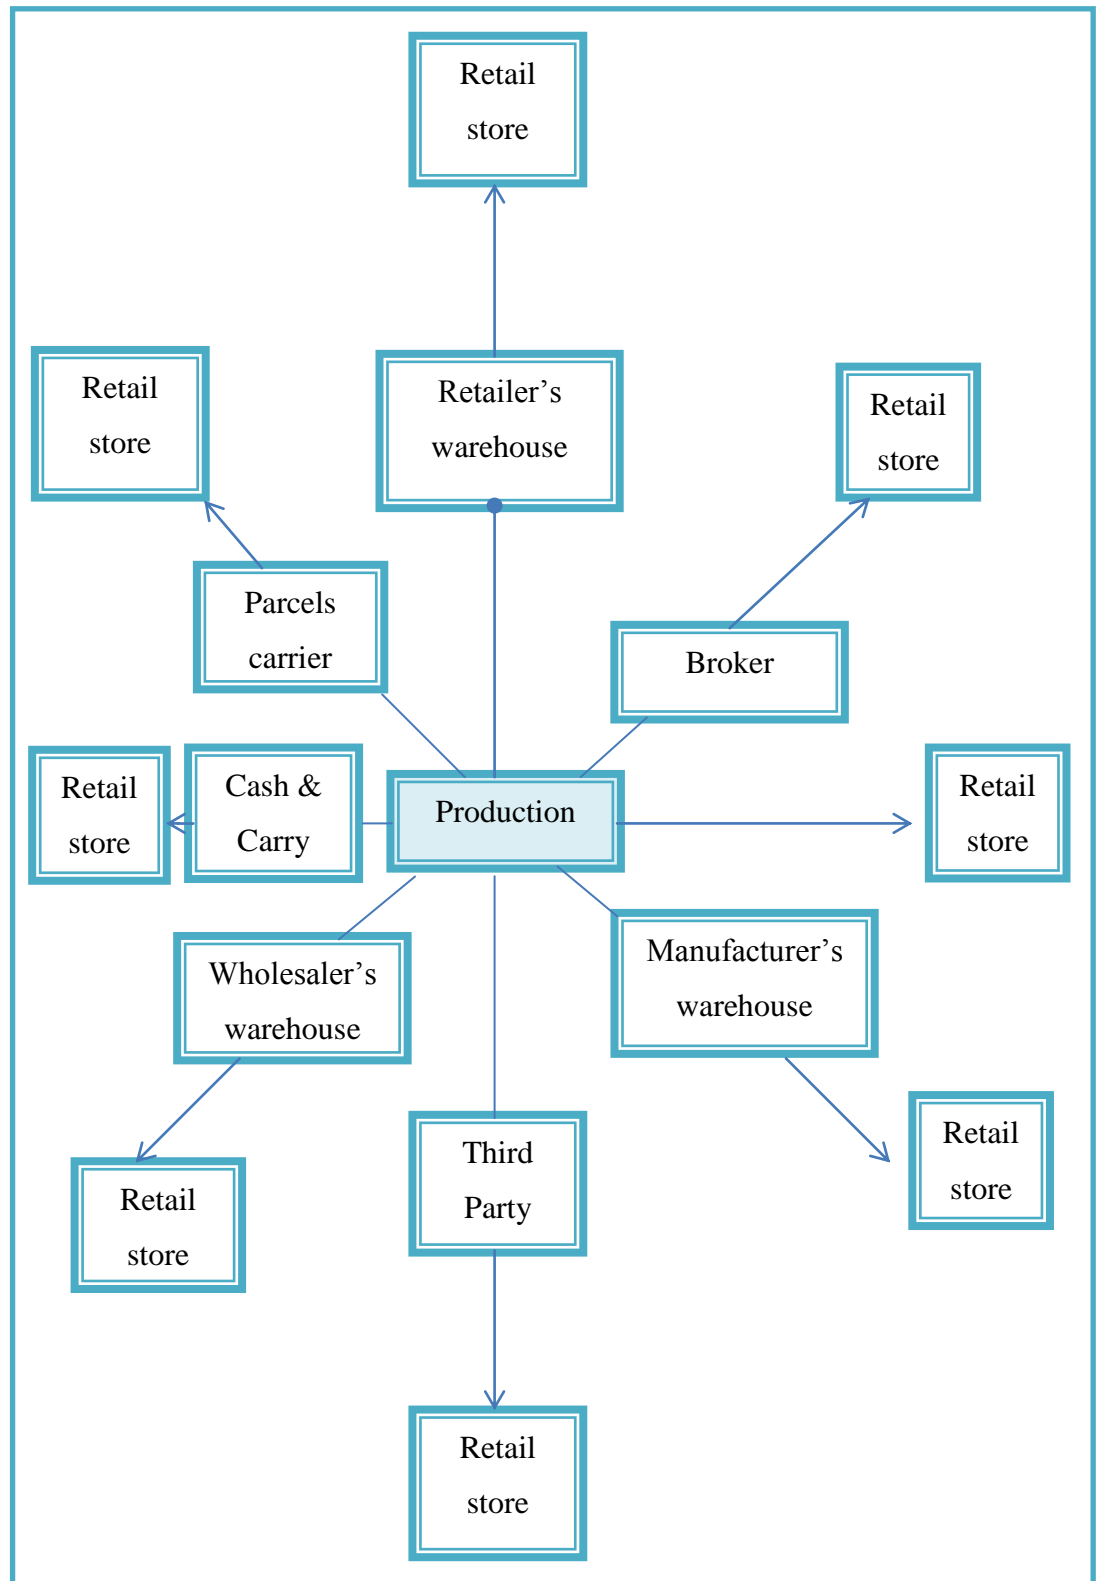 Retail
store
Retail
store
Retailer’s
warehouse
Retail
store
Parcels
carrier
Broker
Retail
store
Cash &
Carry
Production
Retail
store
Wholesaler’s
warehouse
Manufacturer’s
warehouse
Retail
store
Third
Party
Retail
store
Retail
store